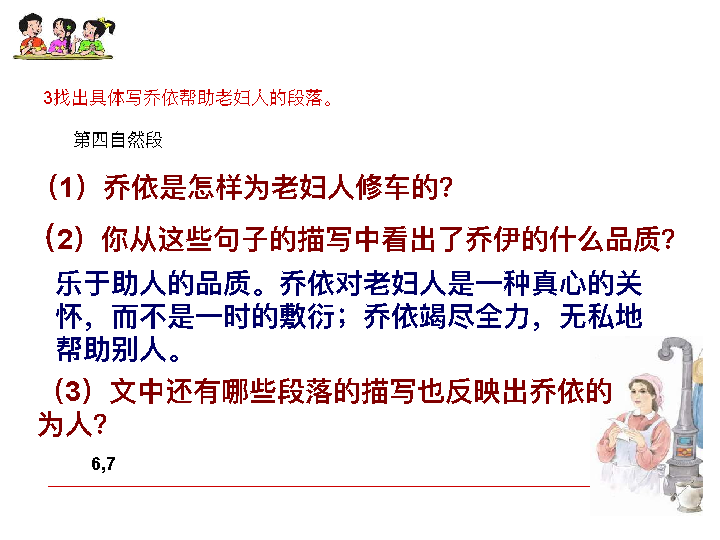 3找出具体写乔依帮助老妇人的段落。
第四自然段
（1）乔依是怎样为老妇人修车的？
（2）你从这些句子的描写中看出了乔伊的什么品质？
乐于助人的品质。乔依对老妇人是一种真心的关
怀，而不是一时的敷衍；乔依竭尽全力，无私地
帮助别人。
（3）文中还有哪些段落的描写也反映出乔依的
为人？
6,7